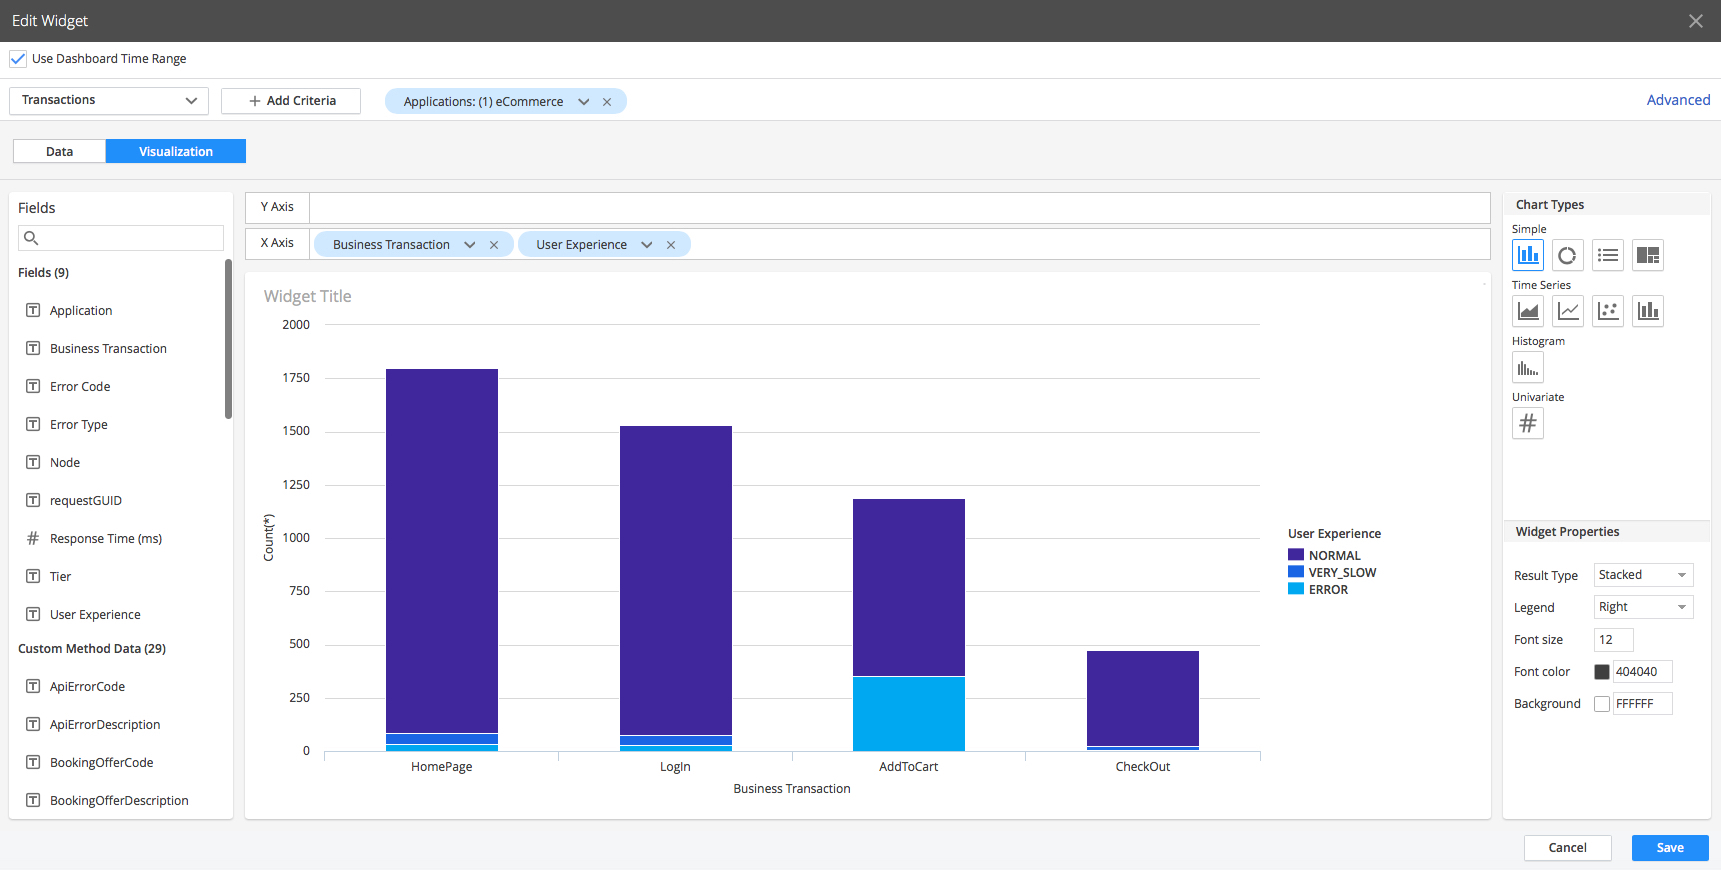 Edit Widget
Use Dashboard Time Range
Transactions
Add Criteria
Applications: (1) eCommerce
Advanced
Data
Visualization
Fields
Fields (9)
Application
Business Transaction
Error Code
Error Type
Node
requestGUID
Response Time (ms)
Tier
User Experience
Custom Method Data (29)
ApiErrorCode
ApiErrorDescription
BookingOfferCode
BookingOfferDescription
Y Axis
X Axis
Business Transaction
User Experience
Widget Title
2000
1750
1500
1250
1000
750
500
250
0
Count(*)
HomePage
LogIn
AddToCart
CheckOut
Business Transaction
User Experience
NORMAL
VERY_SLOW
ERROR
Chart Types
Simple
Time Series
Histogram
Univariate
Widget Properties
Result Type Stacked
Legend Right
Font size 12
Font color 404040
Background FFFFFF
Cancel
Save